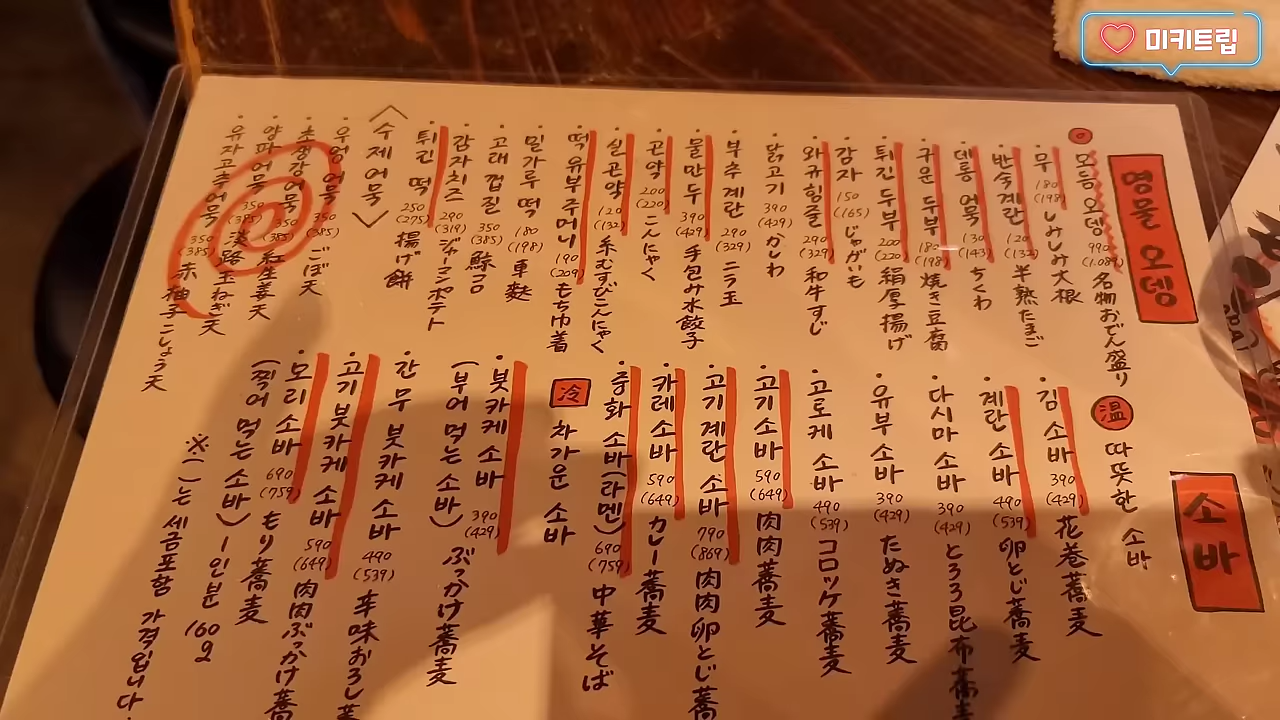 미키트립
영물 오뎅
모듬 오뎅 990 (1.089) 名物おでん盛り
무 180 (198) しみしみ大根
반숙계란 120 (132) 半熟たまご
대롱 어묵 130 (143) ちくわ
구운 두부 180 (198) 焼き豆腐
튀긴 두부 200 (220) 絹厚揚げ
감자 150 (165) じゃがいも
와규힘줄 290 (329) 和牛すじ
닭고기 390 (429) かしわ
부추 계란 290 (329) ニラ玉
물만두 390 (429) 手包み水餃子
곤약 200 (220) こんにゃく
실곤약 120 (132) 糸むすびこんにゃく
떡 유부 주머니 190 (209) もち巾着
밀가루 떡 180 (198) 車麩
고래 껍질 350 (385) 鯨コロ
감자치즈 290 (319) ジャーマンポテト
튀긴 떡 250 (275) 揚げ餅
<수제어묵>
우엉 어묵 350 (385) ごぼ天
초생강어묵 350 (385) 紅生姜天
양파어묵 350 (385) 淡路玉ねぎ天
유자고추어묵 350 (385) 赤柚子こしょう天
소바
温 따뜻한 소바
김 소바 390 (429) 花巻蕎麦
계란 소바 490 (539) 卵とじ蕎麦
다시마 소바 390 (429) とろろ昆布蕎麦
유부 소바 390 (429) たぬき蕎麦
고로케 소바 490 (539) コロッケ蕎麦
고기 소바 590 (649) 肉肉蕎麦
고기계란 소바 790 (869) 肉肉卵とじ蕎
카레 소바 590 (649) カレー蕎麦
중화 소바(라멘) 690 (759) 中華そば
冷 차가운 소바
붓카케 소바 390 (429) ぶっかけ蕎麦
(부어 먹는 소바)
간 무 붓카케 소바 490 (539) 辛味おろし蕎
고기 붓카케 소바 590 (649) 肉肉ぶっかけ蕎
모리 소바 690 (759) もり蕎麦
(찍어 먹는 소바) 1인분 160g
※( )는 세금포함 가격입니다.